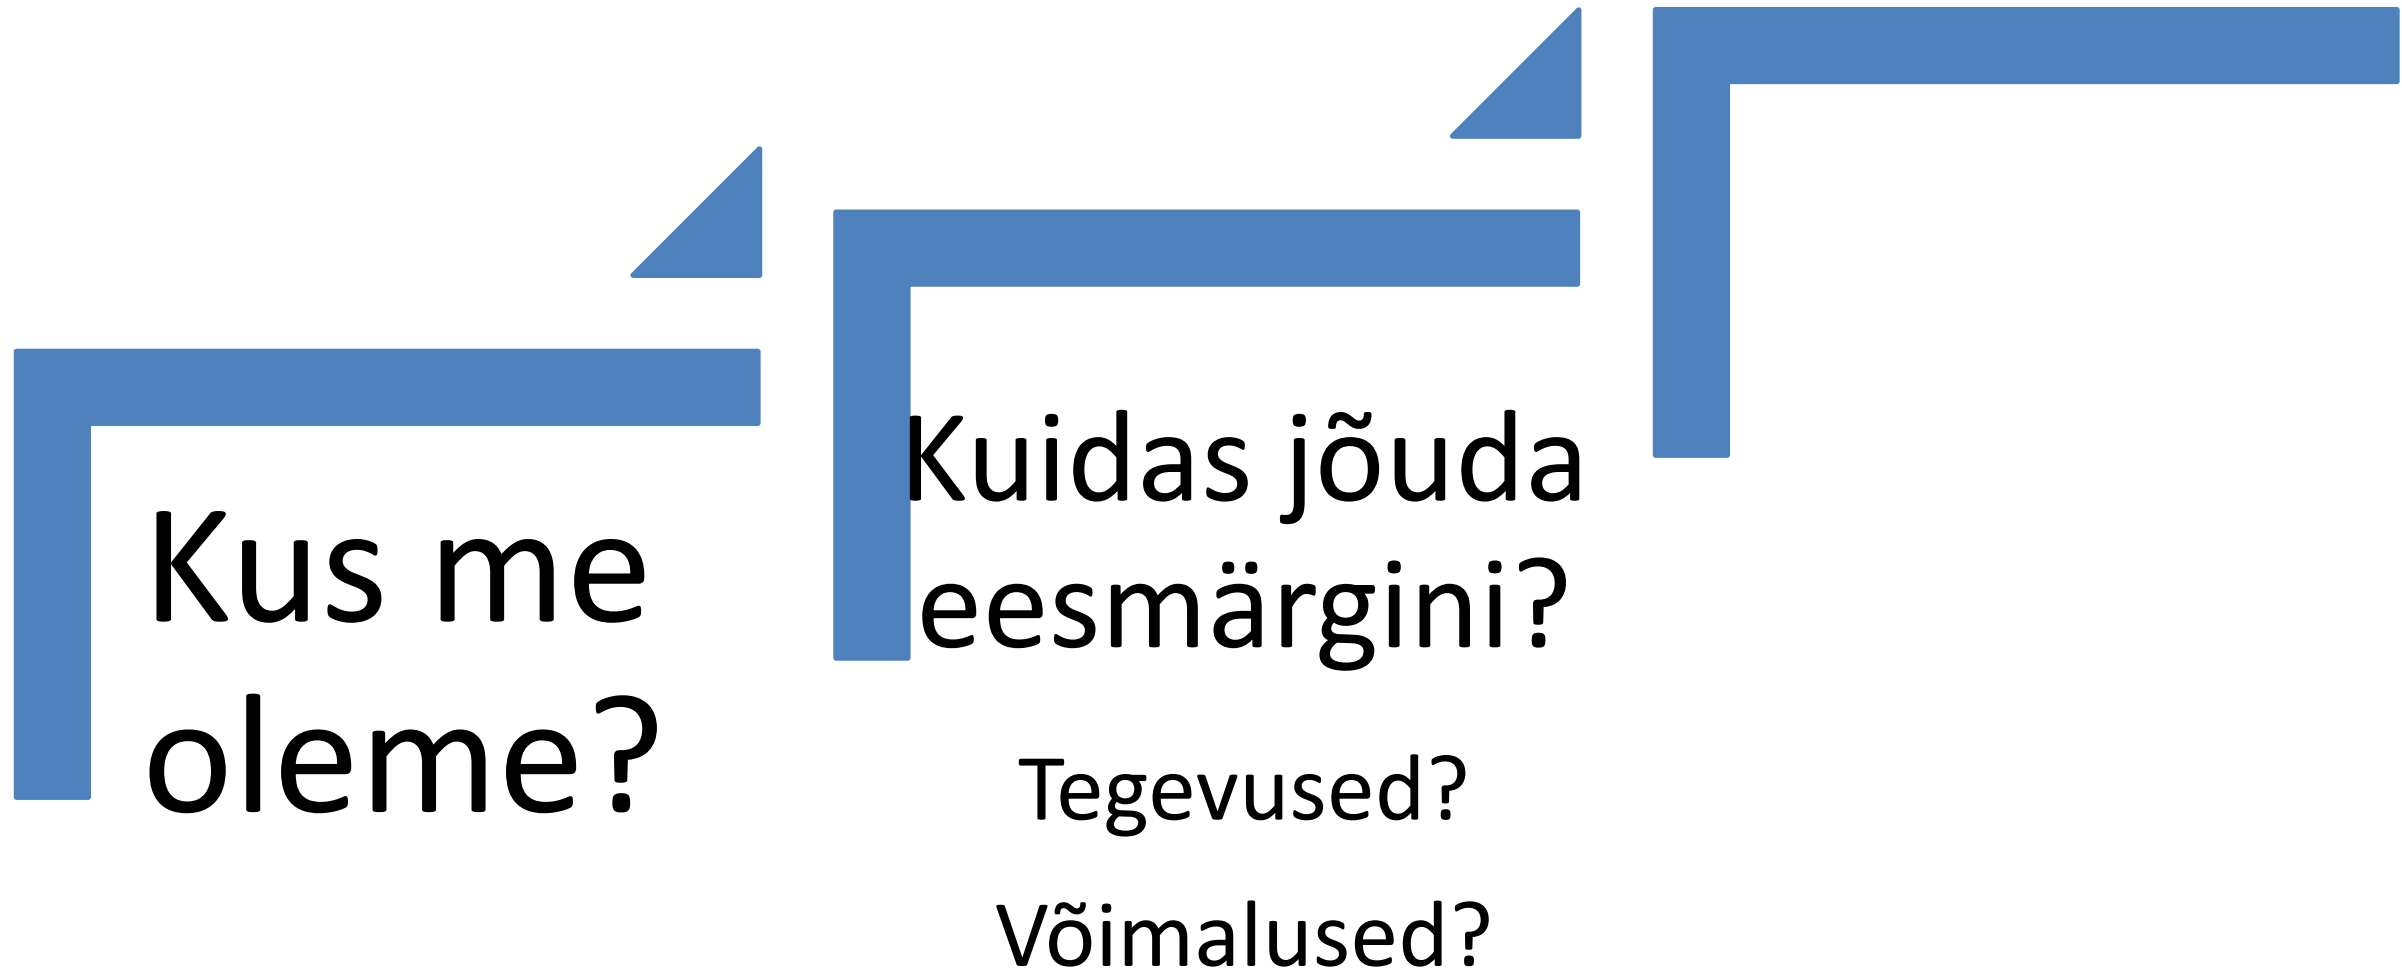 Kus me
oleme?
Kuidas jõuda
eesmärgini?
Tegevused?
Võimalused?